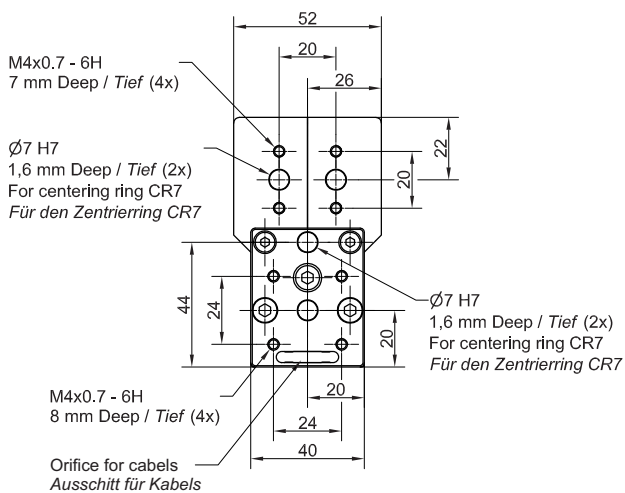 52
20
26
M4x0.7 - 6H
7 mm Deep / Tief (4x)
22
20
Ø7 H7
1,6 mm Deep / Tief (2x)
For centering ring CR7
Für den Zentrierring CR7
44
24
20
Ø7 H7
1,6 mm Deep / Tief (2x)
For centering ring CR7
Für den Zentrierring CR7
M4x0.7 - 6H
8 mm Deep / Tief (4x)
20
24
40
Orifice for cabels
Ausschitt für Kabels